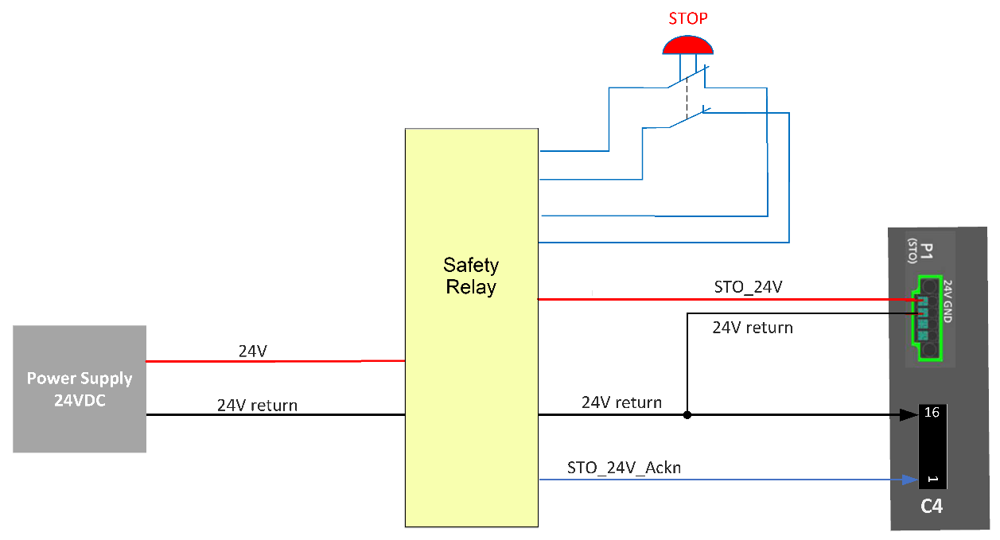 STOP
Safety
Relay
P1
(STO)
24V GND
STO_24V
24V return
24V
Power Supply
24VDC
24V return
24V return
16
STO_24V_Ackn
1
C4